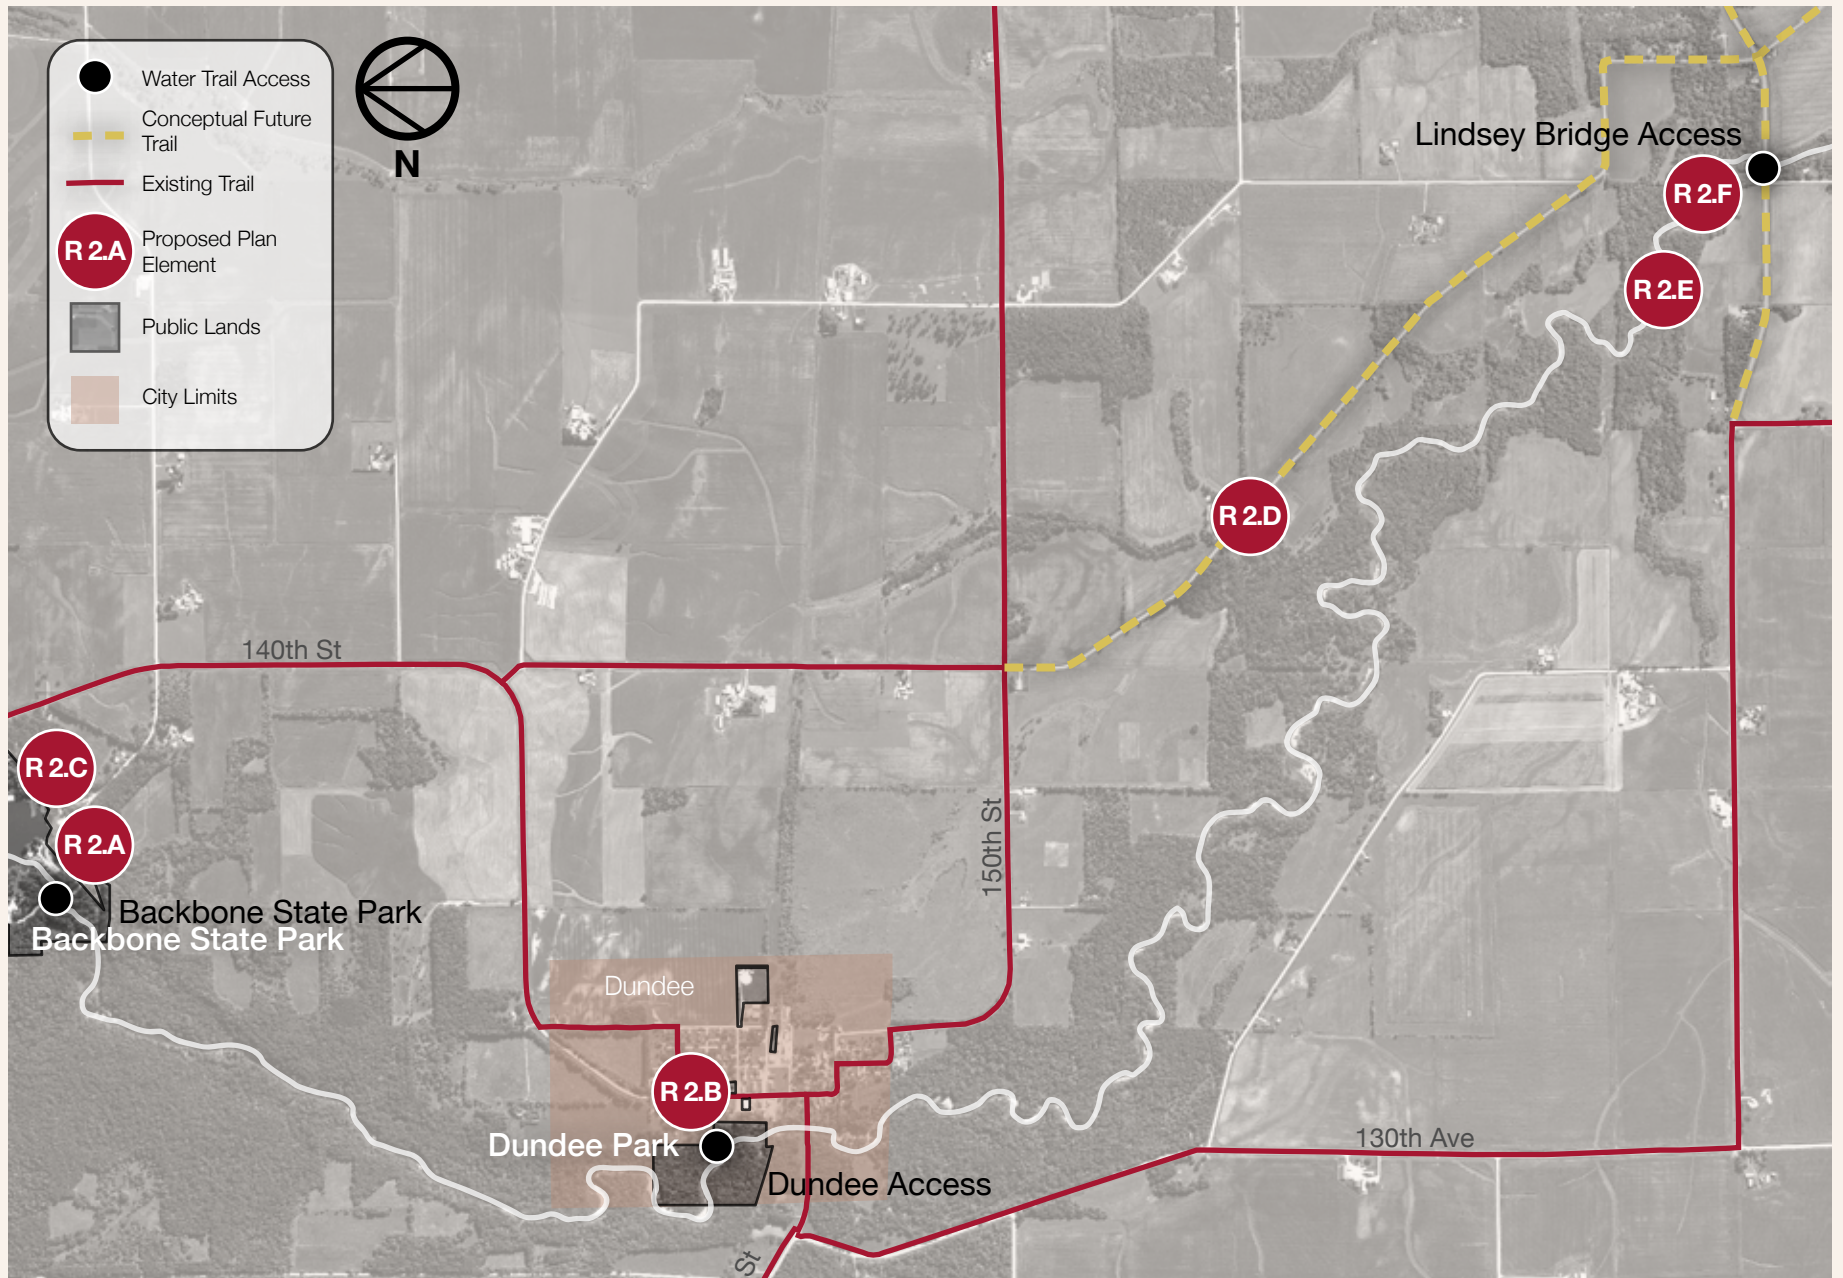 Water Trail Access
Conceptual Future
Trail
Existing Trail
R 2.A
Proposed Plan
Element
Public Lands
City Limits
N
Lindsey Bridge Access
R 2.F
R 2.E
R 2.D
140th St
150th St
R 2.C
R 2.A
Backbone State Park
Backbone State Park
Dundee
R 2.B
Dundee Park
Dundee Access
130th Ave
St